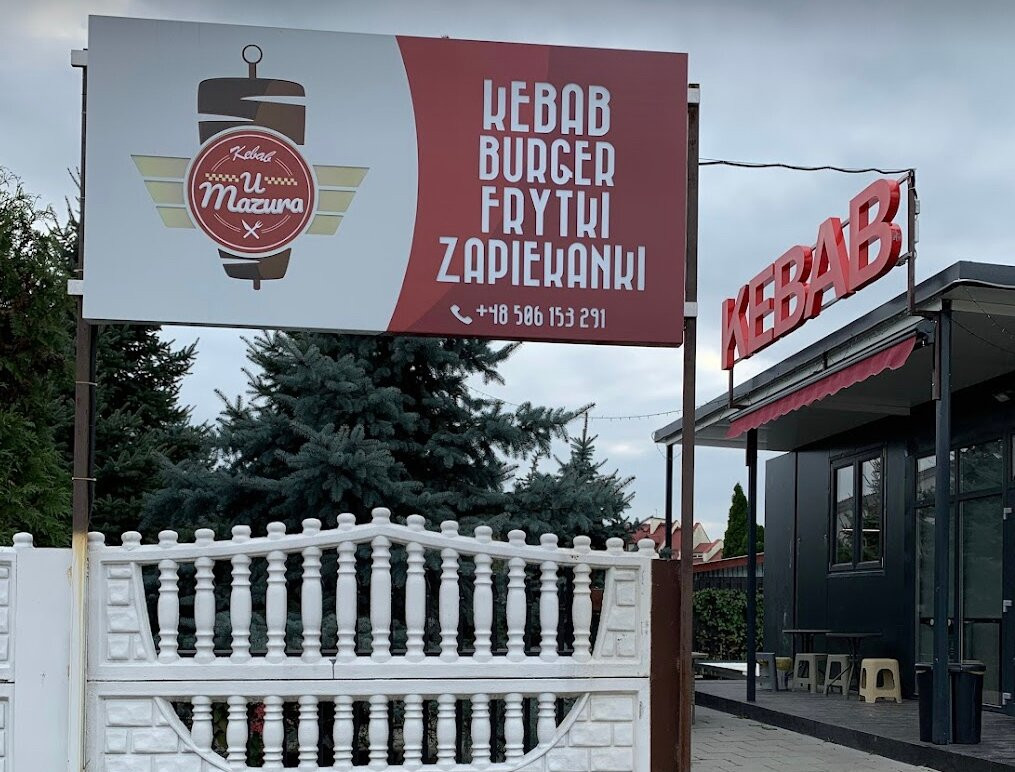 Kebab
U
Mazura
KEBAB
BURGER
FRYTKI
ZAPIEKANKI
+48 506 153 291
KEBAB